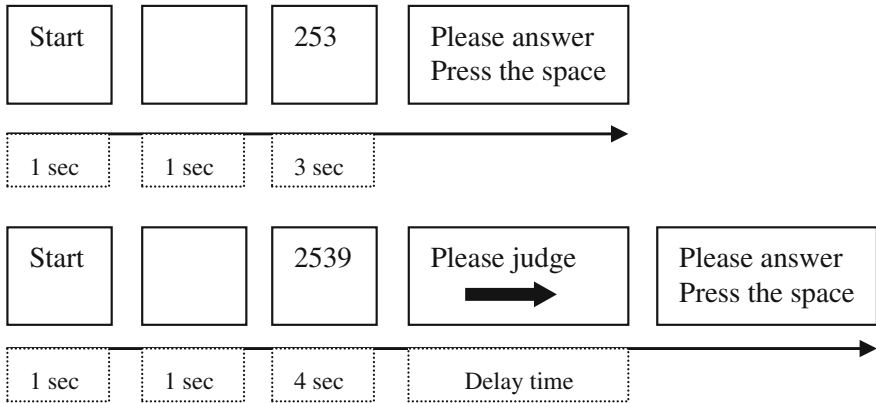 Start
253
Please answer
Press the space
1 sec
1 sec
3 sec
Start
2539
Please judge
Please answer
Press the space
1 sec
1 sec
4 sec
Delay time